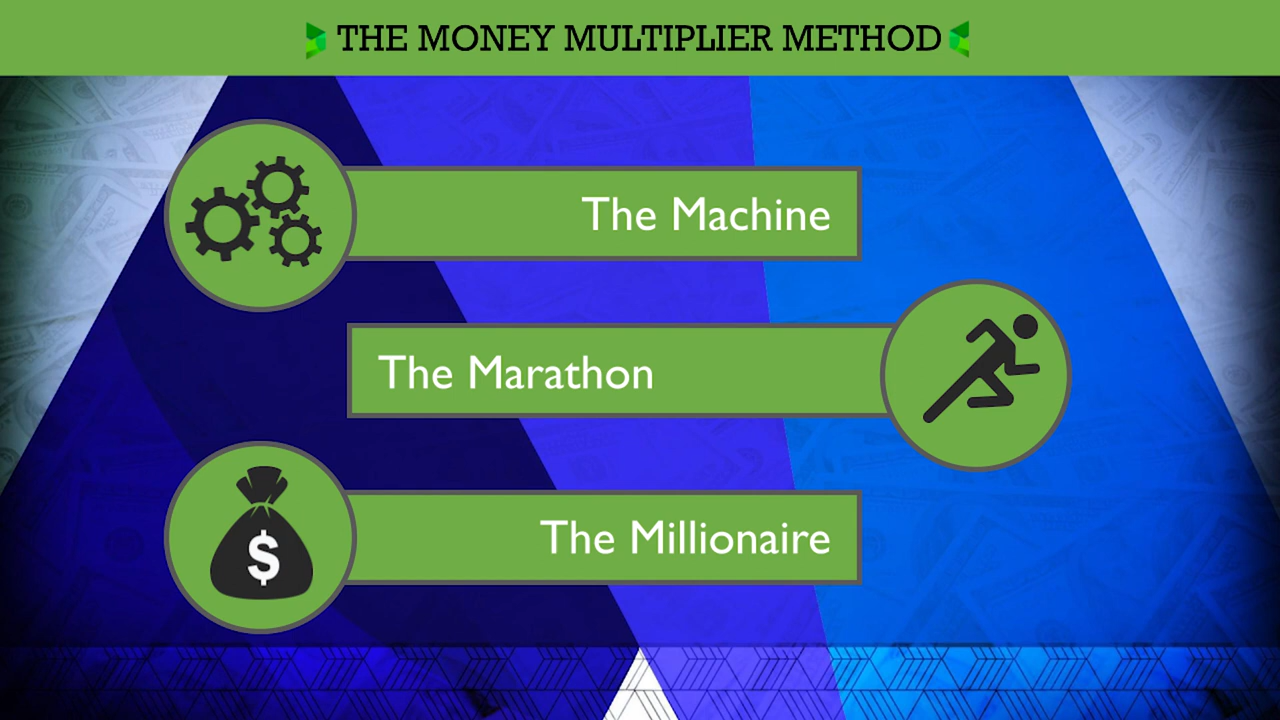 THE MONEY MULTIPLIER METHOD
The Machine
The Marathon
$
The Millionaire